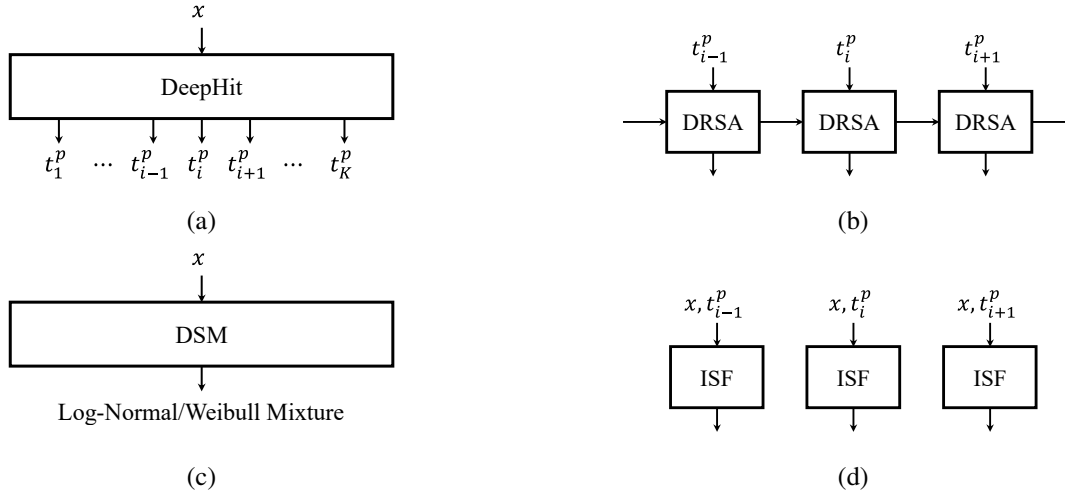 x
DeepHit
t_1^p ⋯ t_{i-1}^p t_i^p t_{i+1}^p ⋯ t_K^p
(a)
t_{i-1}^p t_i^p t_{i+1}^p
DRSA DRSA DRSA
(b)
x
DSM
Log-Normal/Weibull Mixture
(c)
x, t_{i-1}^p x, t_i^p x, t_{i+1}^p
ISF ISF ISF
(d)